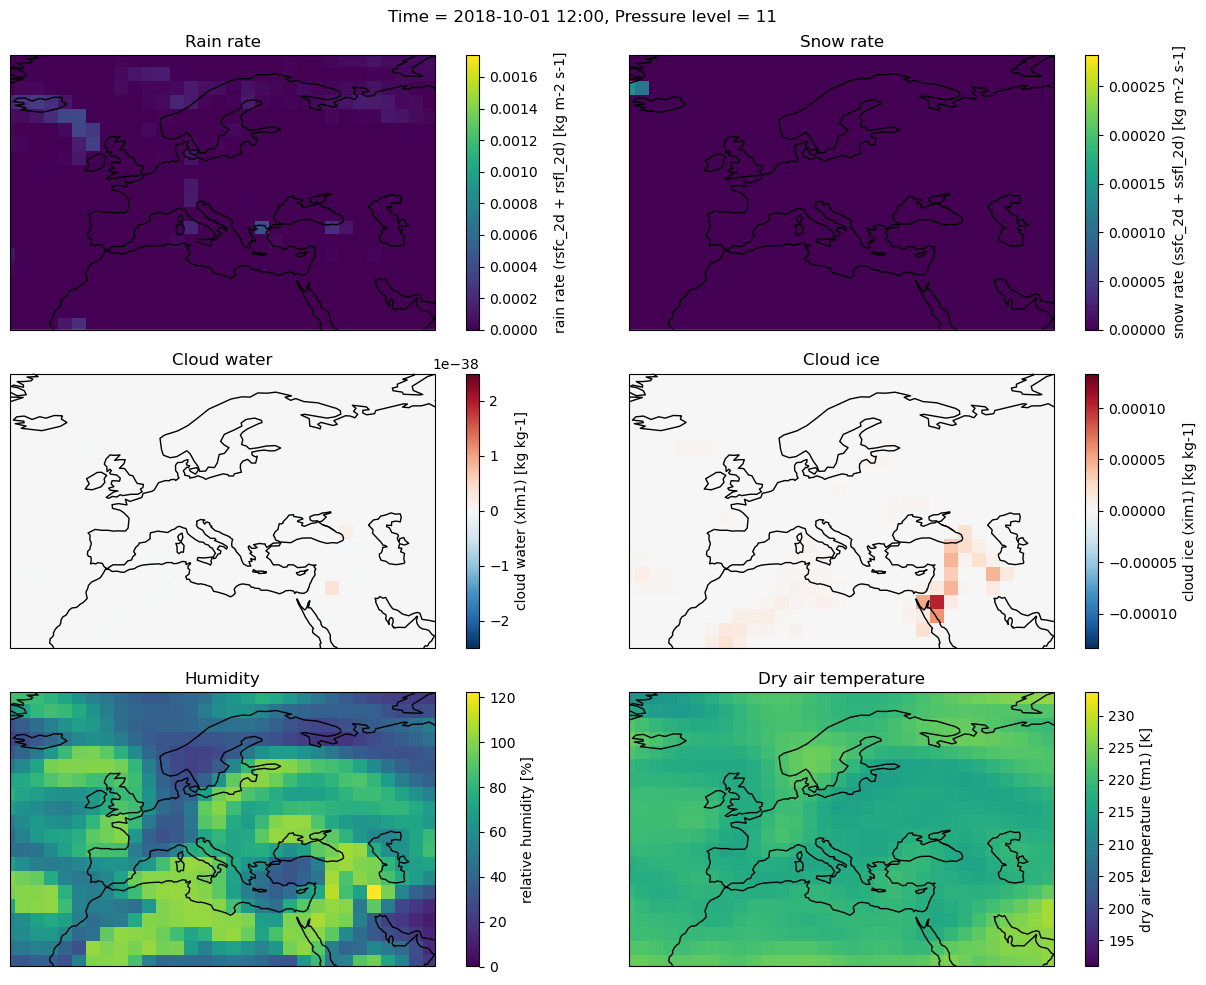 Time = 2018-10-01 12:00, Pressure level = 11
Rain rate
0.0016
0.0014
0.0012
0.0010
0.0008
0.0006
0.0004
0.0002
0.0000
rain rate (rsfc_2d + rsfl_2d) [kg m-2 s-1]
Snow rate
0.00025
0.00020
0.00015
0.00010
0.00005
0.00000
snow rate (ssfc_2d + ssfl_2d) [kg m-2 s-1]
Cloud water
1e−38
2
1
0
−1
−2
cloud water (xlm1) [kg kg-1]
Cloud ice
0.00010
0.00005
0.00000
−0.00005
−0.00010
cloud ice (xim1) [kg kg-1]
Humidity
120
100
80
60
40
20
0
relative humidity [%]
Dry air temperature
230
225
220
215
210
205
200
195
dry air temperature (tm1) [K]